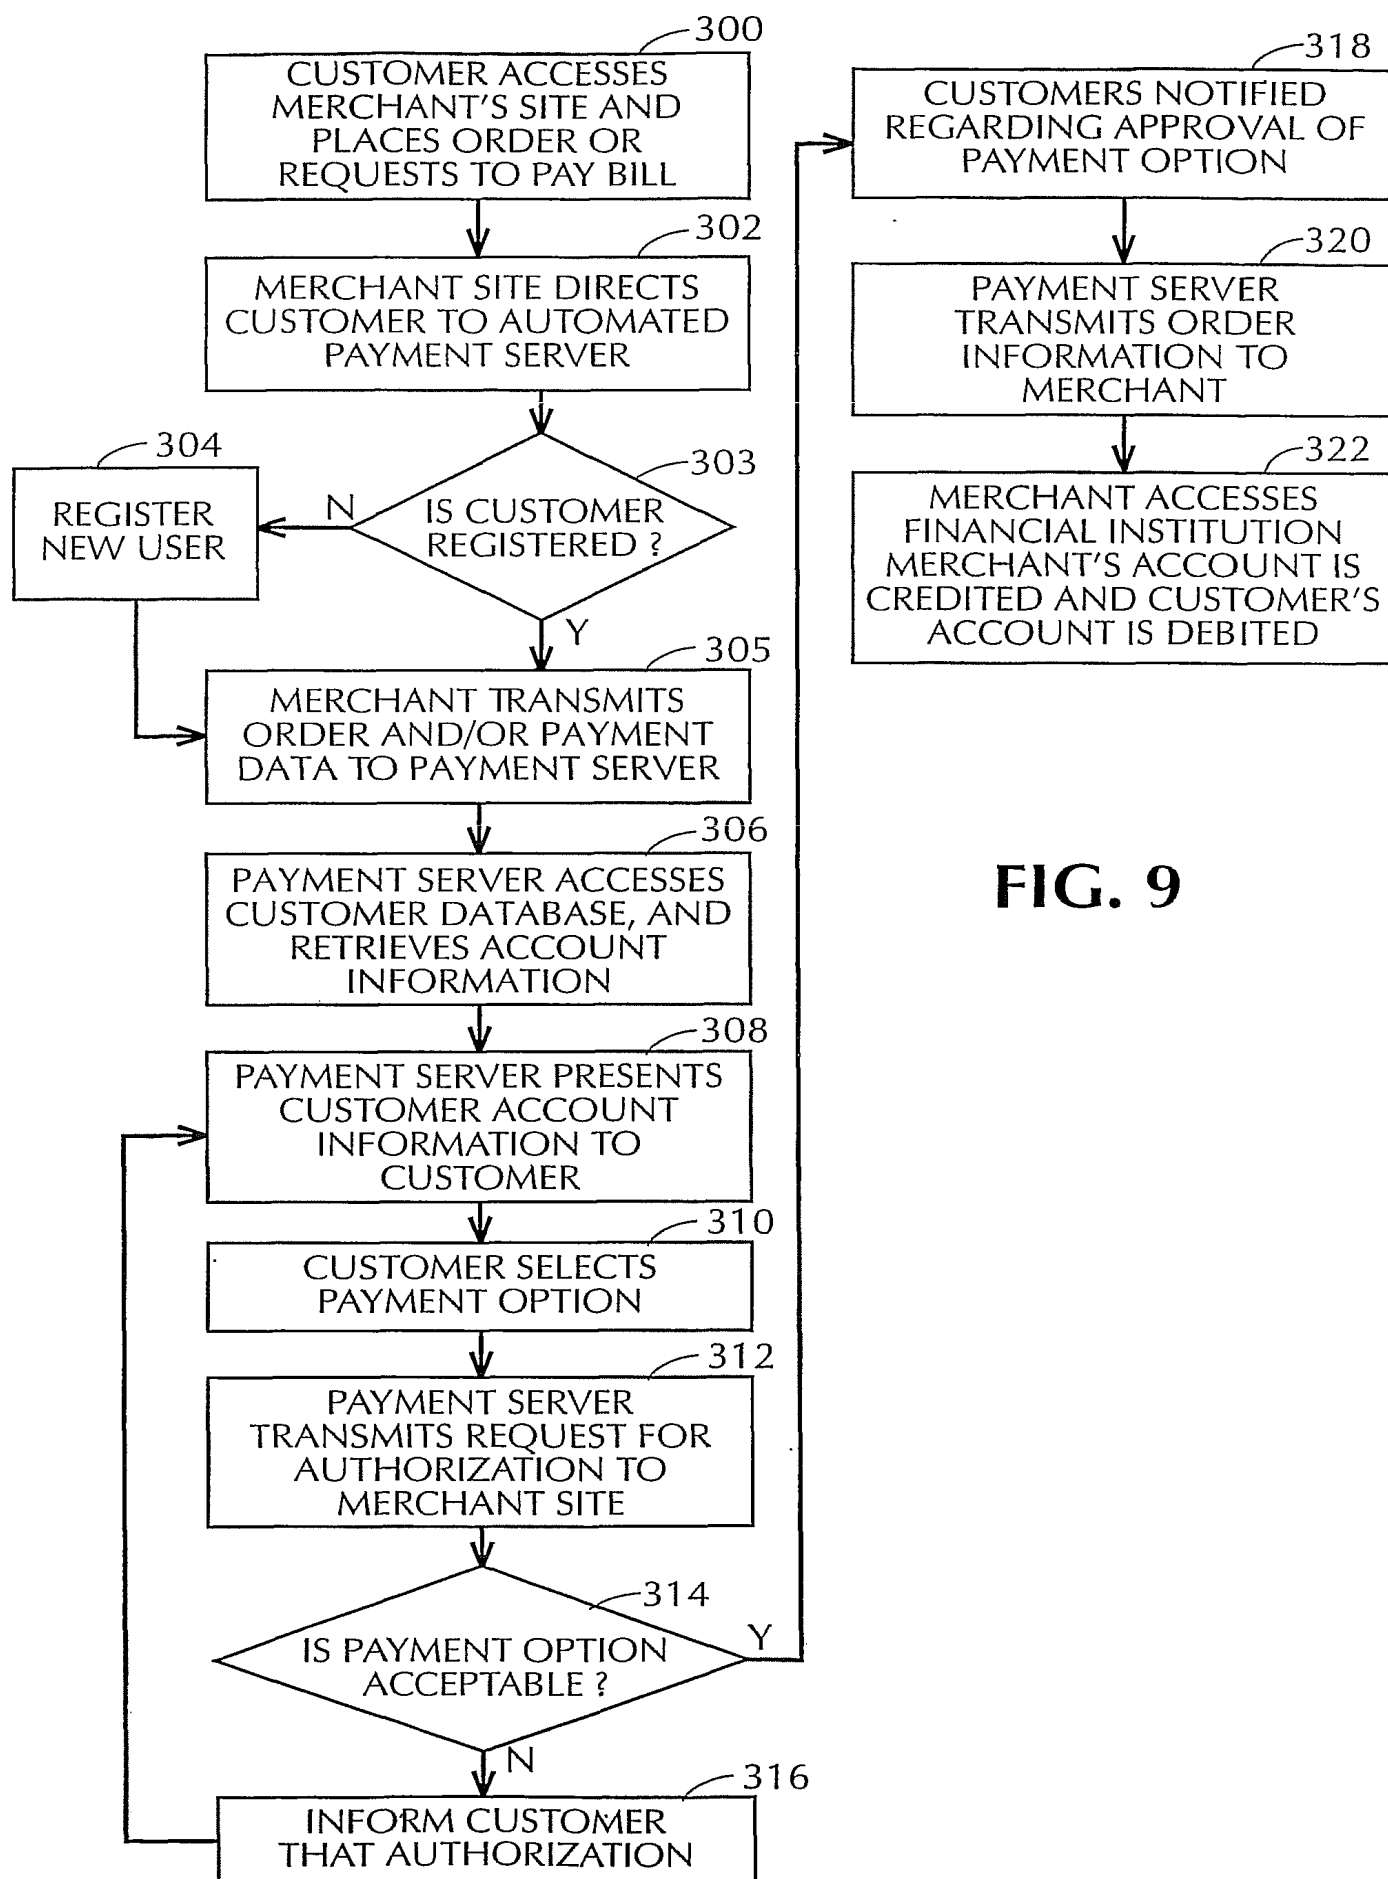 300
CUSTOMER ACCESSES
MERCHANT'S SITE AND
PLACES ORDER OR
REQUESTS TO PAY BILL
302
MERCHANT SITE DIRECTS
CUSTOMER TO AUTOMATED
PAYMENT SERVER
303
IS CUSTOMER
REGISTERED ?
N
Y
304
REGISTER
NEW USER
305
MERCHANT TRANSMITS
ORDER AND/OR PAYMENT
DATA TO PAYMENT SERVER
306
PAYMENT SERVER ACCESSES
CUSTOMER DATABASE, AND
RETRIEVES ACCOUNT
INFORMATION
308
PAYMENT SERVER PRESENTS
CUSTOMER ACCOUNT
INFORMATION TO
CUSTOMER
310
CUSTOMER SELECTS
PAYMENT OPTION
312
PAYMENT SERVER
TRANSMITS REQUEST FOR
AUTHORIZATION TO
MERCHANT SITE
314
IS PAYMENT OPTION
ACCEPTABLE ?
Y
N
316
INFORM CUSTOMER
THAT AUTHORIZATION
318
CUSTOMERS NOTIFIED
REGARDING APPROVAL OF
PAYMENT OPTION
320
PAYMENT SERVER
TRANSMITS ORDER
INFORMATION TO
MERCHANT
322
MERCHANT ACCESSES
FINANCIAL INSTITUTION
MERCHANT'S ACCOUNT IS
CREDITED AND CUSTOMER'S
ACCOUNT IS DEBITED
FIG. 9